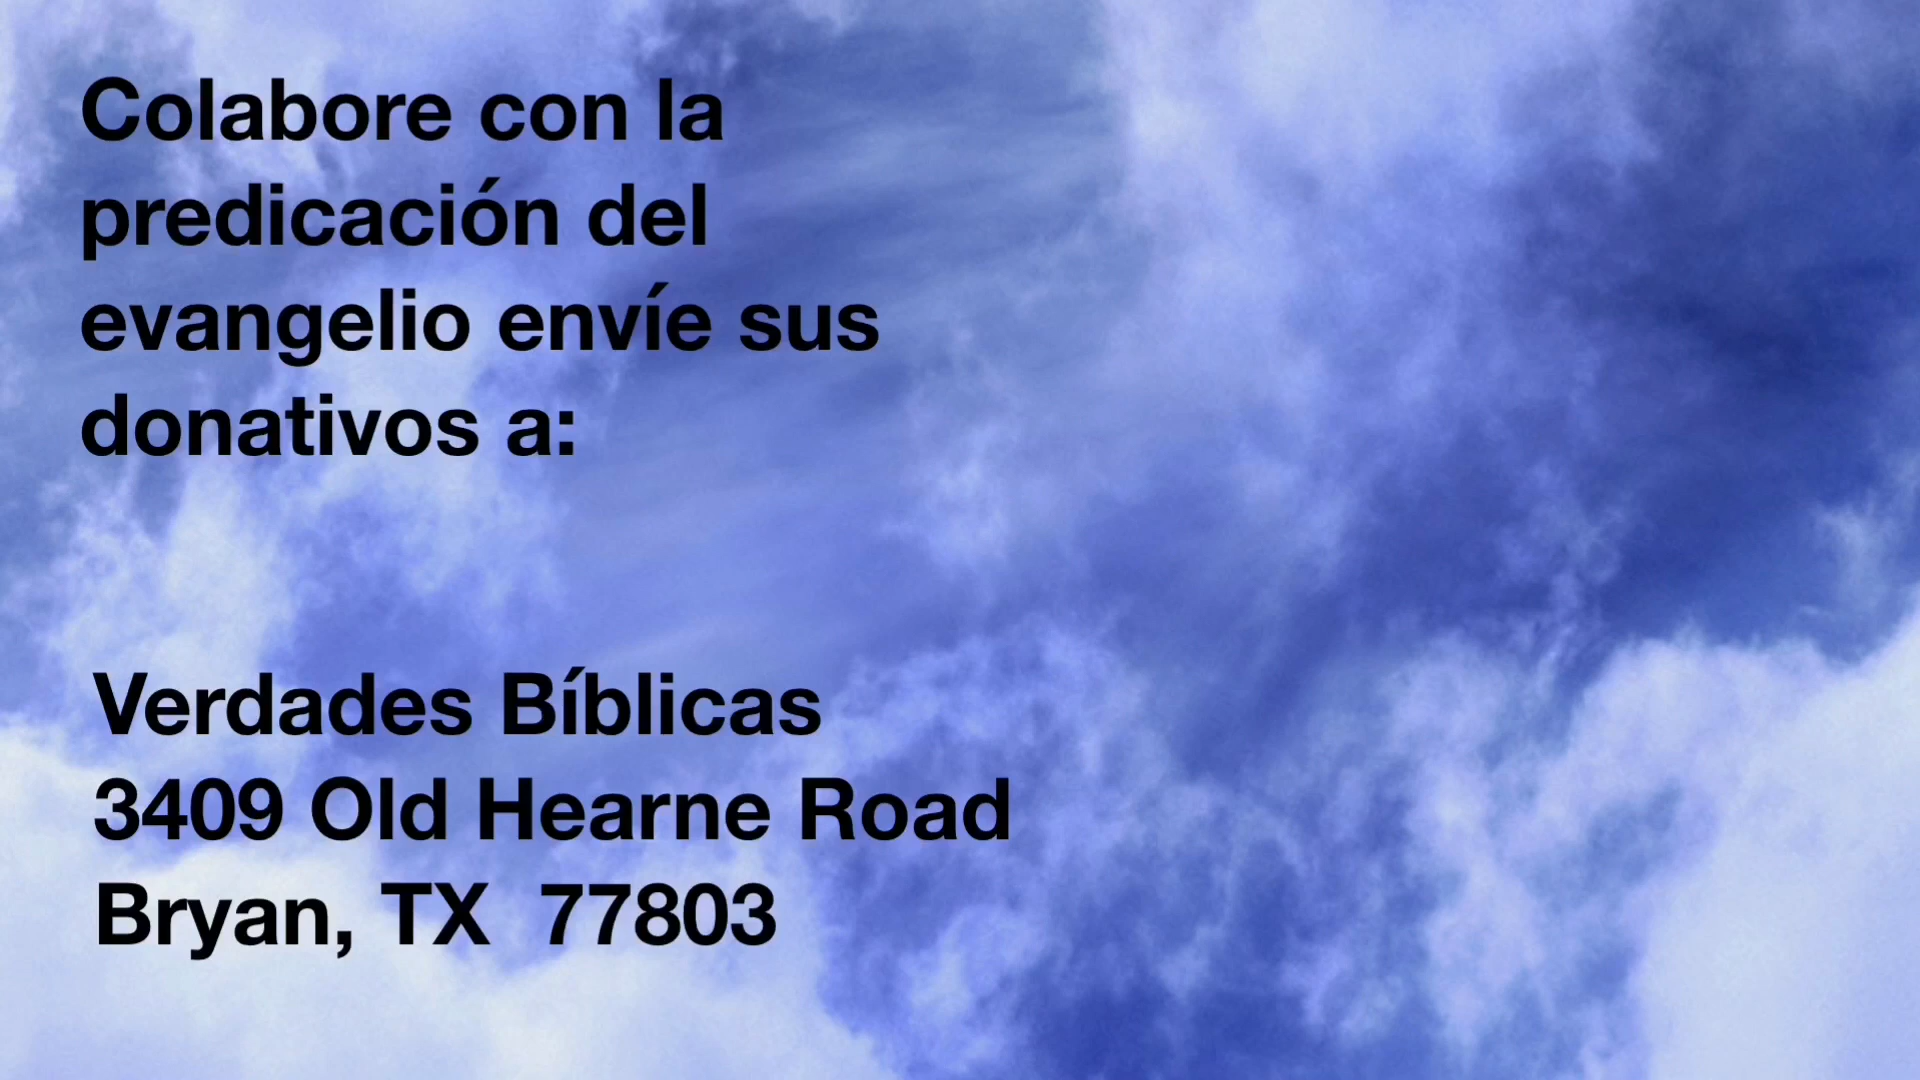 Colabore con la
predicación del
evangelio envíe sus
donativos a:
Verdades Bíblicas
3409 Old Hearne Road
Bryan, TX  77803